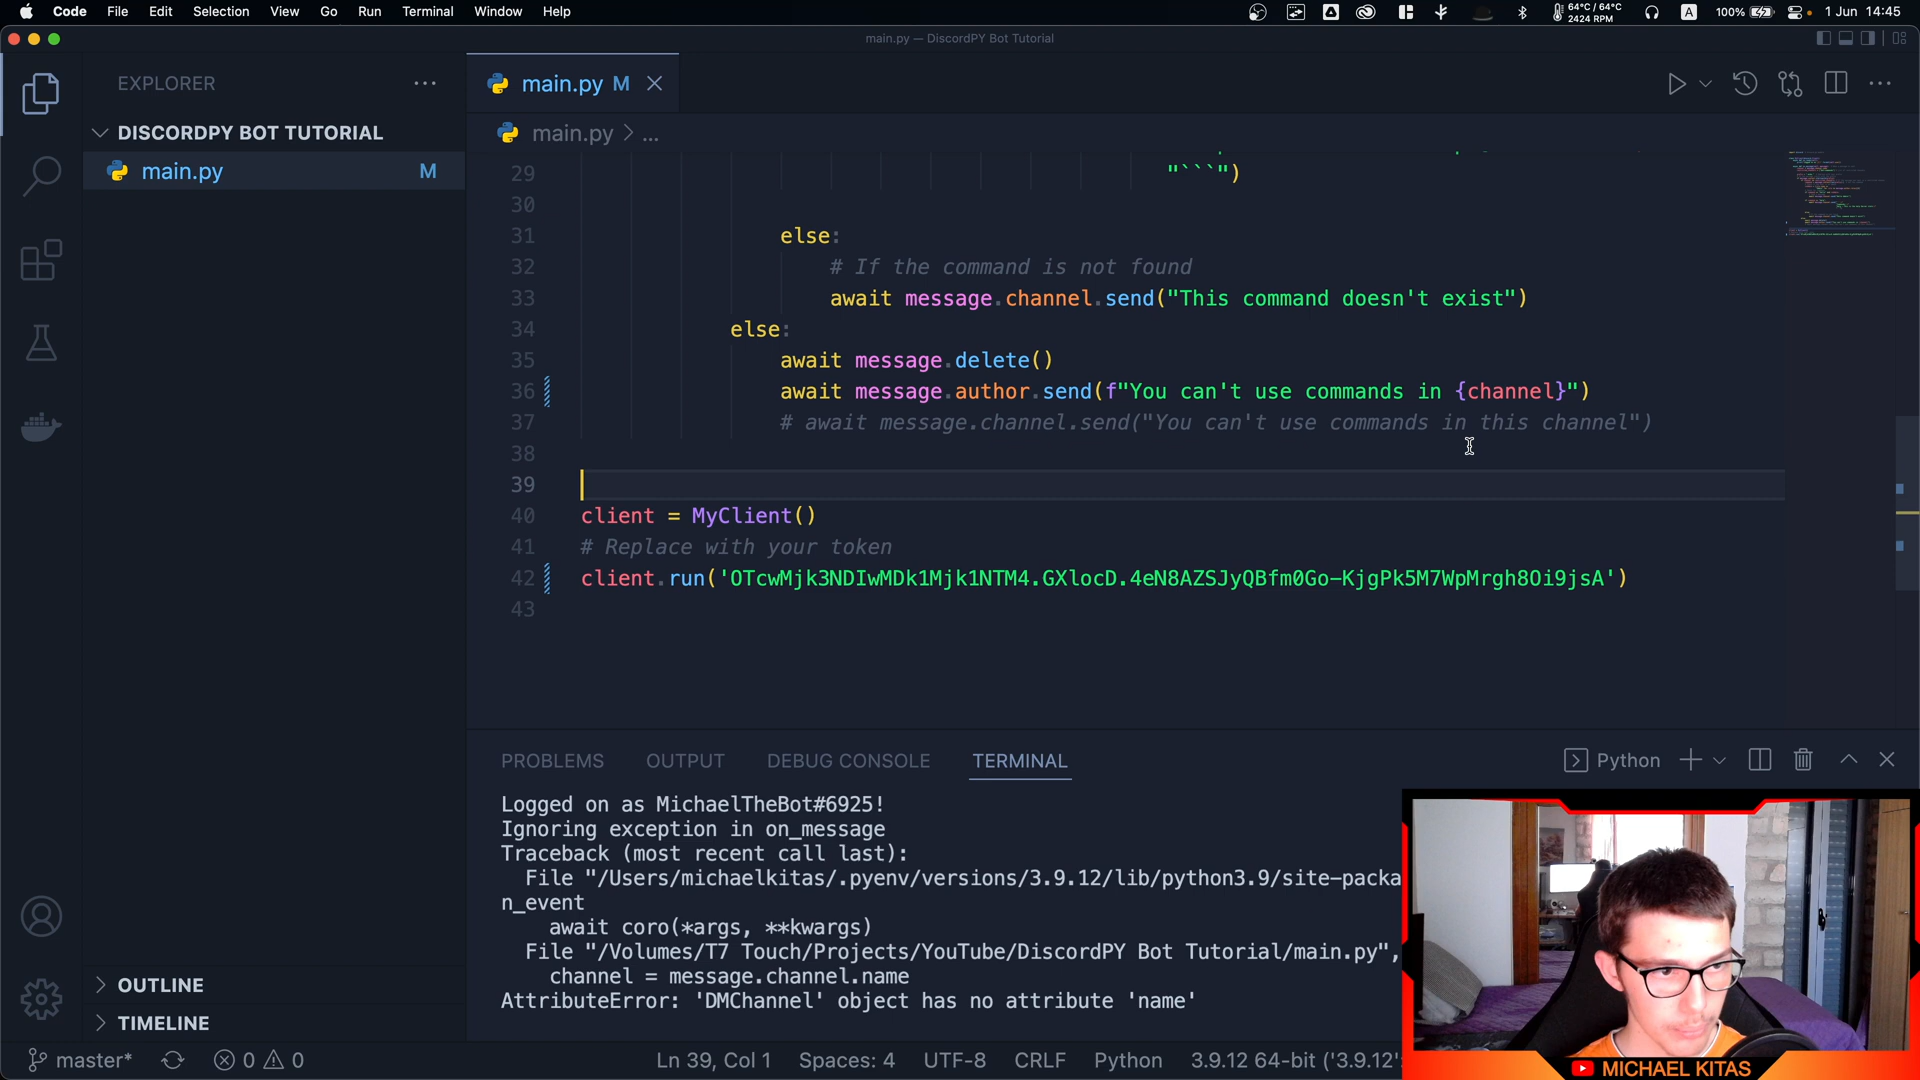 Code File Edit Selection View Go Run Terminal Window Help
64°C / 64°C
2424 RPM
A
100%
1 Jun 14:45
main.py — DiscordPY Bot Tutorial
EXPLORER
DISCORDPY BOT TUTORIAL
main.py M
main.py M
main.py > ...
29 "```")
30
31 else:
32 # If the command is not found
33 await message.channel.send("This command doesn't exist")
34 else:
35 await message.delete()
36 await message.author.send(f"You can't use commands in {channel}")
37 # await message.channel.send("You can't use commands in this channel")
38
39
40 client = MyClient()
41 # Replace with your token
42 client.run('OTcwMjk3NDIwMDk1Mjk1NTM4.GXlocD.4eN8AZSJyQBfm0Go-KjgPk5M7WpMrgh8Oi9jsA')
43
PROBLEMS OUTPUT DEBUG CONSOLE TERMINAL
Python
Logged on as MichaelTheBot#6925!
Ignoring exception in on_message
Traceback (most recent call last):
File "/Users/michaelkitas/.pyenv/versions/3.9.12/lib/python3.9/site-packa
n_event
await coro(*args, **kwargs)
File "/Volumes/T7 Touch/Projects/YouTube/DiscordPY Bot Tutorial/main.py",
channel = message.channel.name
AttributeError: 'DMChannel' object has no attribute 'name'
OUTLINE
TIMELINE
master* 0 0 Ln 39, Col 1 Spaces: 4 UTF-8 CRLF Python 3.9.12 64-bit ('3.9.12':
MICHAEL KITAS